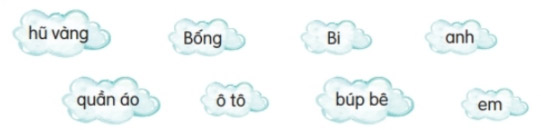 hũ vàng Bống Bi anh
quần áo ô tô búp bê em